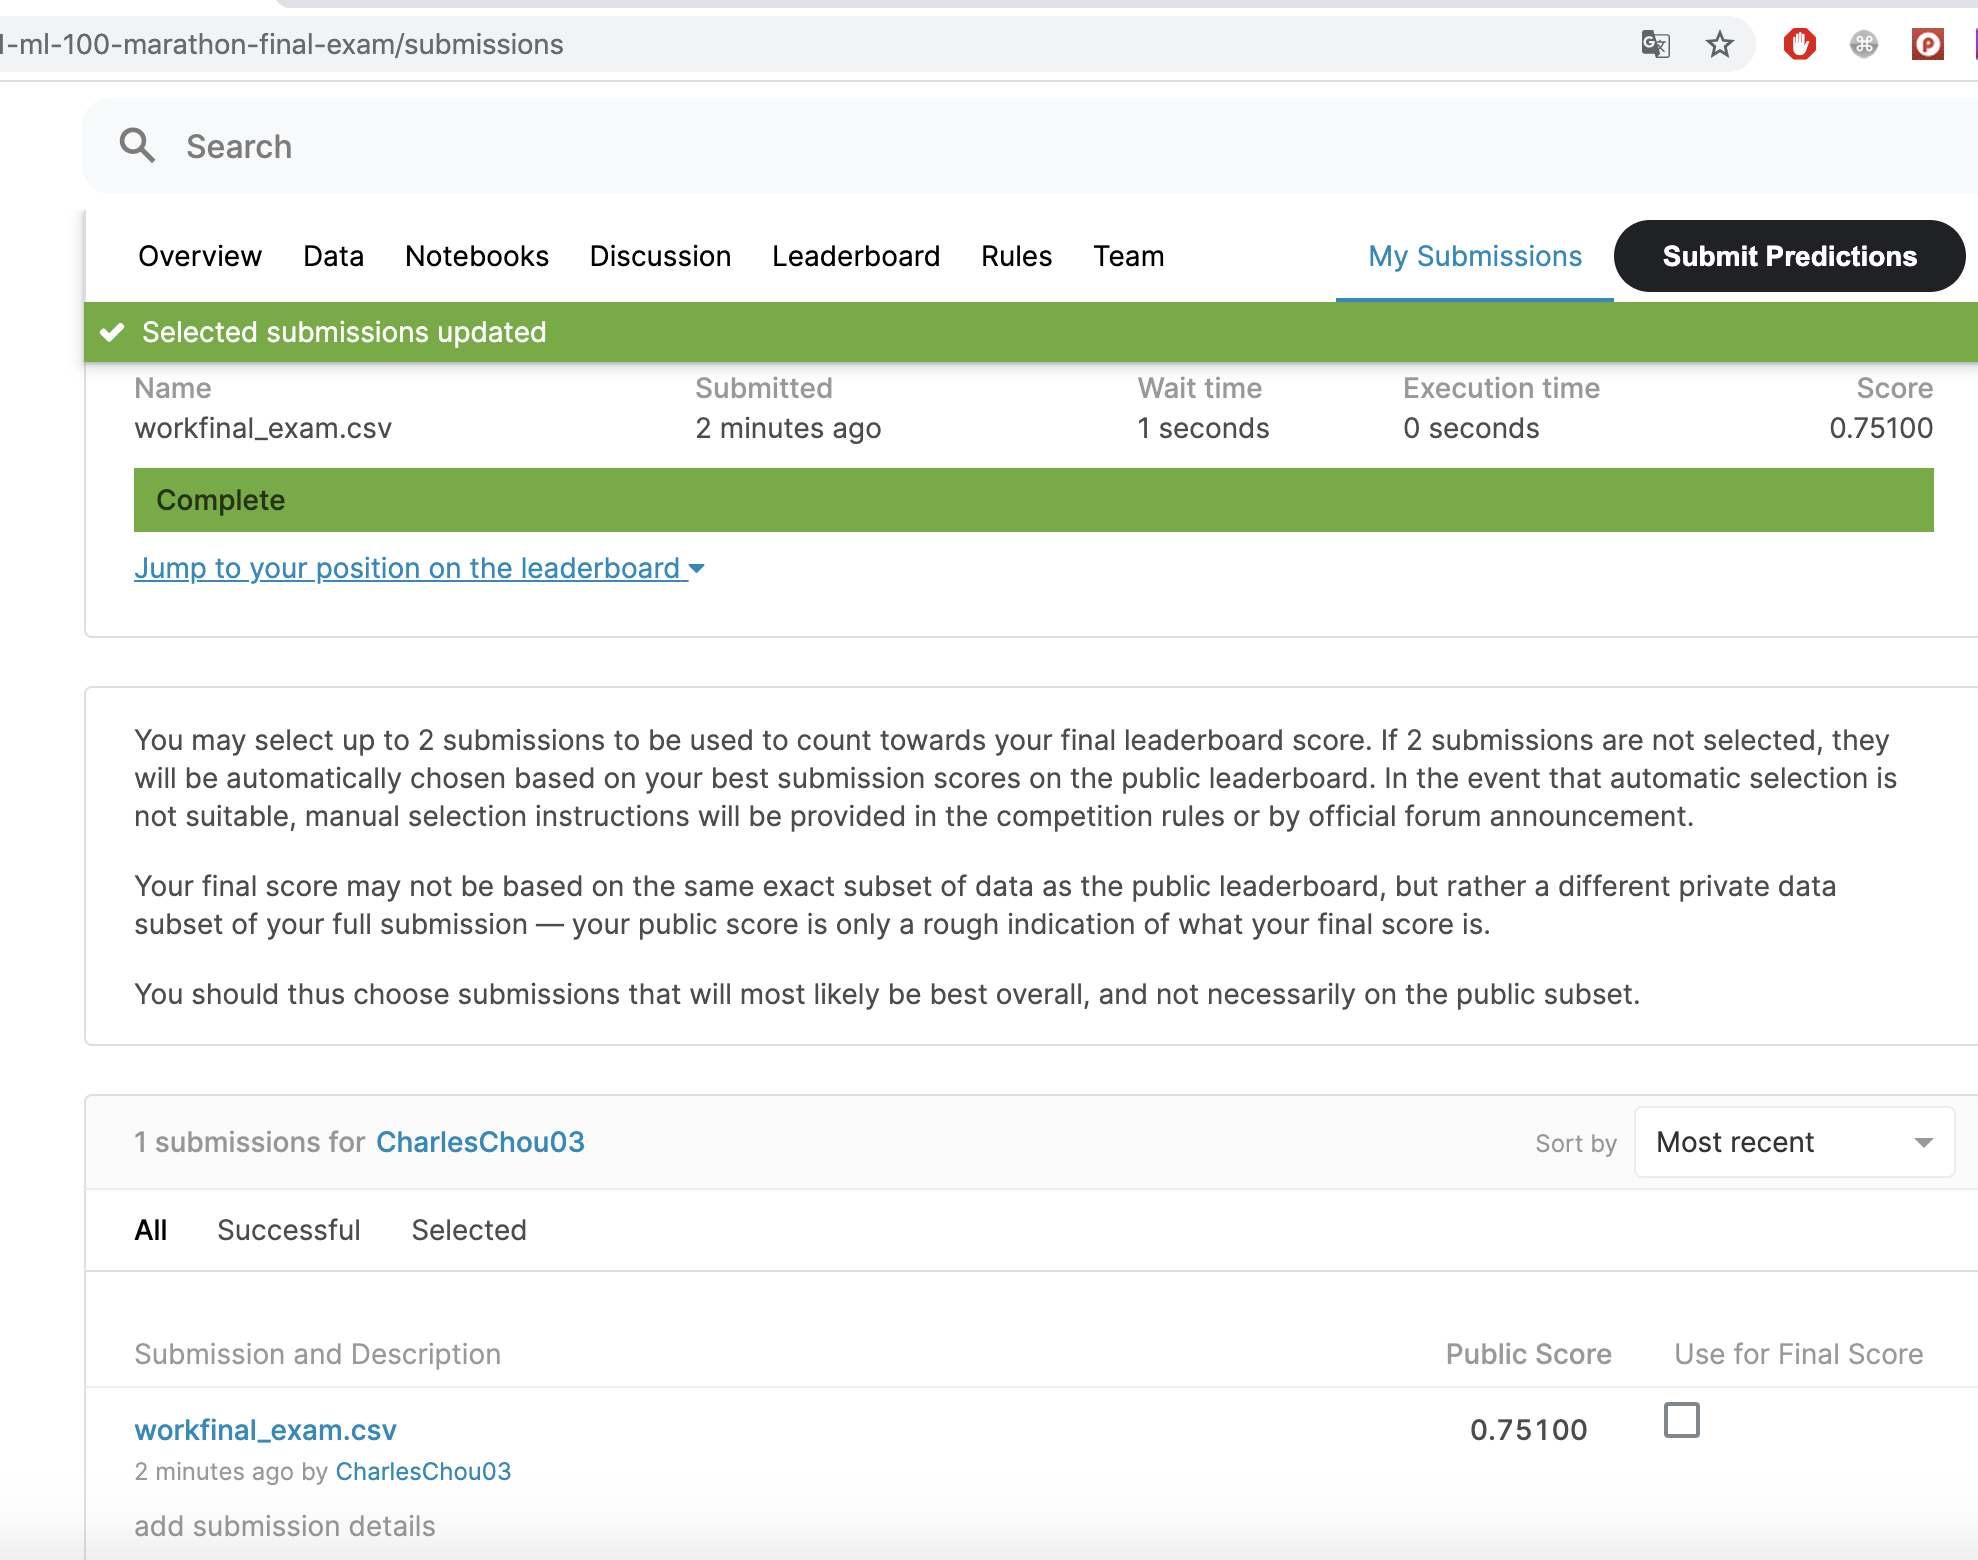 -ml-100-marathon-final-exam/submissions
Search
Overview Data Notebooks Discussion Leaderboard Rules Team My Submissions Submit Predictions
Selected submissions updated
Name Submitted Wait time Execution time Score
workfinal_exam.csv 2 minutes ago 1 seconds 0 seconds 0.75100
Complete
Jump to your position on the leaderboard
You may select up to 2 submissions to be used to count towards your final leaderboard score. If 2 submissions are not selected, they
will be automatically chosen based on your best submission scores on the public leaderboard. In the event that automatic selection is
not suitable, manual selection instructions will be provided in the competition rules or by official forum announcement.
Your final score may not be based on the same exact subset of data as the public leaderboard, but rather a different private data
subset of your full submission — your public score is only a rough indication of what your final score is.
You should thus choose submissions that will most likely be best overall, and not necessarily on the public subset.
1 submissions for CharlesChou03 Sort by Most recent
All Successful Selected
Submission and Description Public Score Use for Final Score
workfinal_exam.csv 0.75100
2 minutes ago by CharlesChou03
add submission details